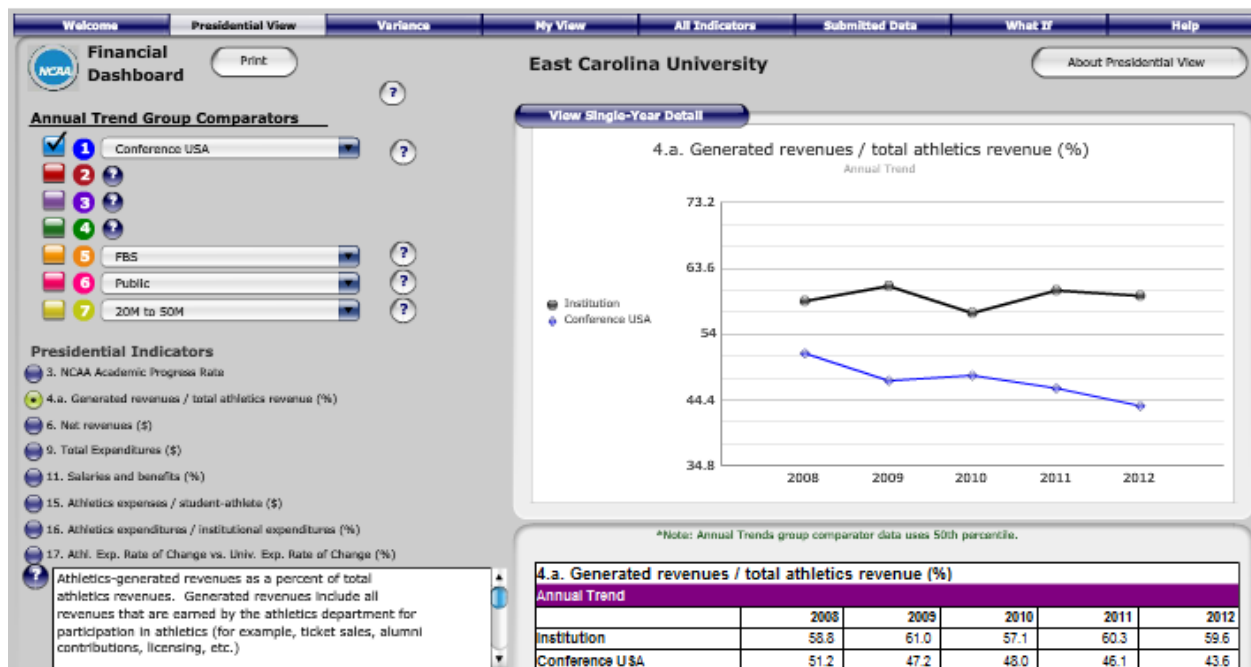 Welcome Presidential View Variance My View All Indicators Submitted Data What If Help
NCAA
Financial
Dashboard
Print
?
East Carolina University
About Presidential View
Annual Trend Group Comparators
1 Conference USA ?
2 ?
3 ?
4 ?
5 FBS ?
6 Public ?
7 20M to 50M ?
Presidential Indicators
3. NCAA Academic Progress Rate
4.a. Generated revenues / total athletics revenue (%)
6. Net revenues ($)
9. Total Expenditures ($)
11. Salaries and benefits (%)
15. Athletics expenses / student-athlete ($)
16. Athletics expenditures / institutional expenditures (%)
17. Athl. Exp. Rate of Change vs. Univ. Exp. Rate of Change (%)
?
Athletics-generated revenues as a percent of total
athletics revenues. Generated revenues include all
revenues that are earned by the athletics department for
participation in athletics (for example, ticket sales, alumni
contributions, licensing, etc.)
View Single-Year Detail
4.a. Generated revenues / total athletics revenue (%)
Annual Trend
73.2
63.6
54
44.4
34.8
Institution
Conference USA
2008 2009 2010 2011 2012
*Note: Annual Trends group comparator data uses 50th percentile.
4.a. Generated revenues / total athletics revenue (%)
Annual Trend
2008 2009 2010 2011 2012
Institution 58.8 61.0 57.1 60.3 59.6
Conference USA 51.2 47.2 48.0 46.1 43.6